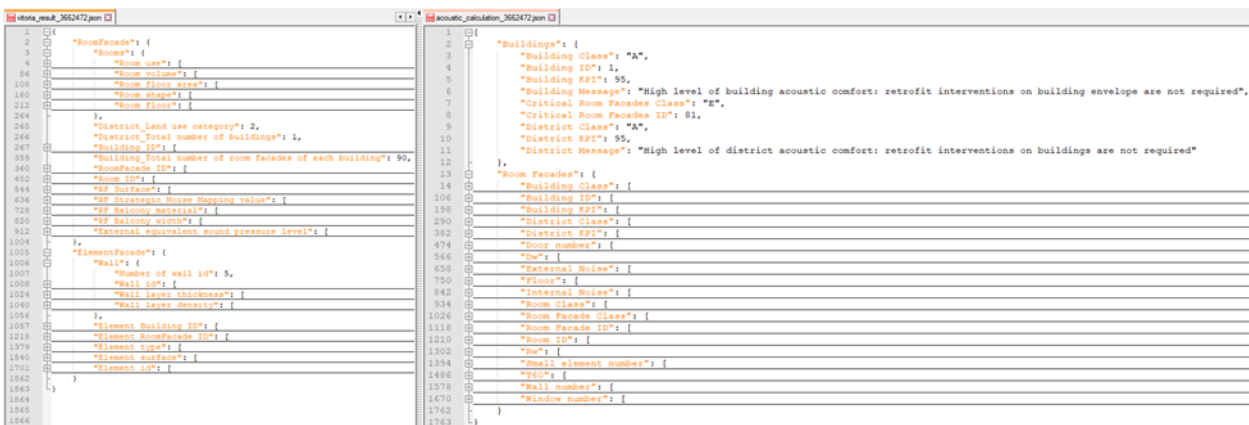 vitoria_result_3662472.json
1 {
2 "RoomFacade": {
3 "Rooms": {
4 "Room use": [
56 "Room volume": [
108 "Room floor area": [
160 "Room shape": [
212 "Room floor": [
264 },
265 "District_Land use category": 2,
266 "District_Total number of buildings": 1,
267 "Building_ID": [
359 "Building_Total number of room facades of each building": 90,
360 "RoomFacade ID": [
452 "Room ID": [
544 "RF Surface": [
636 "RF Strategic Noise Mapping value": [
728 "RF Balcony material": [
820 "RF Balcony width": [
912 "External equivalent sound pressure level": [
1004 },
1005 "ElementFacade": {
1006 "Wall": {
1007 "Number of wall id": 5,
1008 "Wall id": [
1024 "Wall layer thickness": [
1040 "Wall layer density": [
1056 },
1057 "Element Building ID": [
1218 "Element RoomFacade ID": [
1379 "Element type": [
1540 "Element surface": [
1701 "Element id": [
1862 }
1863 }
1864
1865
1866
acoustic_calculation_3662472.json
1 {
2 "Buildings": {
3 "Building Class": "A",
4 "Building ID": 1,
5 "Building KPI": 95,
6 "Building Message": "High level of building acoustic comfort: retrofit interventions on building envelope are not required",
7 "Critical Room Facades Class": "E",
8 "Critical Room Facades ID": 81,
9 "District Class": "A",
10 "District KPI": 95,
11 "District Message": "High level of district acoustic comfort: retrofit interventions on buildings are not required"
12 },
13 "Room Facades": {
14 "Building Class": [
106 "Building ID": [
198 "Building KPI": [
290 "District Class": [
382 "District KPI": [
474 "Door number": [
566 "Dw": [
658 "External Noise": [
750 "Floor": [
842 "Internal Noise": [
934 "Room Class": [
1026 "Room Facade Class": [
1118 "Room Facade ID": [
1210 "Room ID": [
1302 "Rw": [
1394 "Small element number": [
1486 "T60": [
1578 "Wall number": [
1670 "Window number": [
1762 }
1763 }